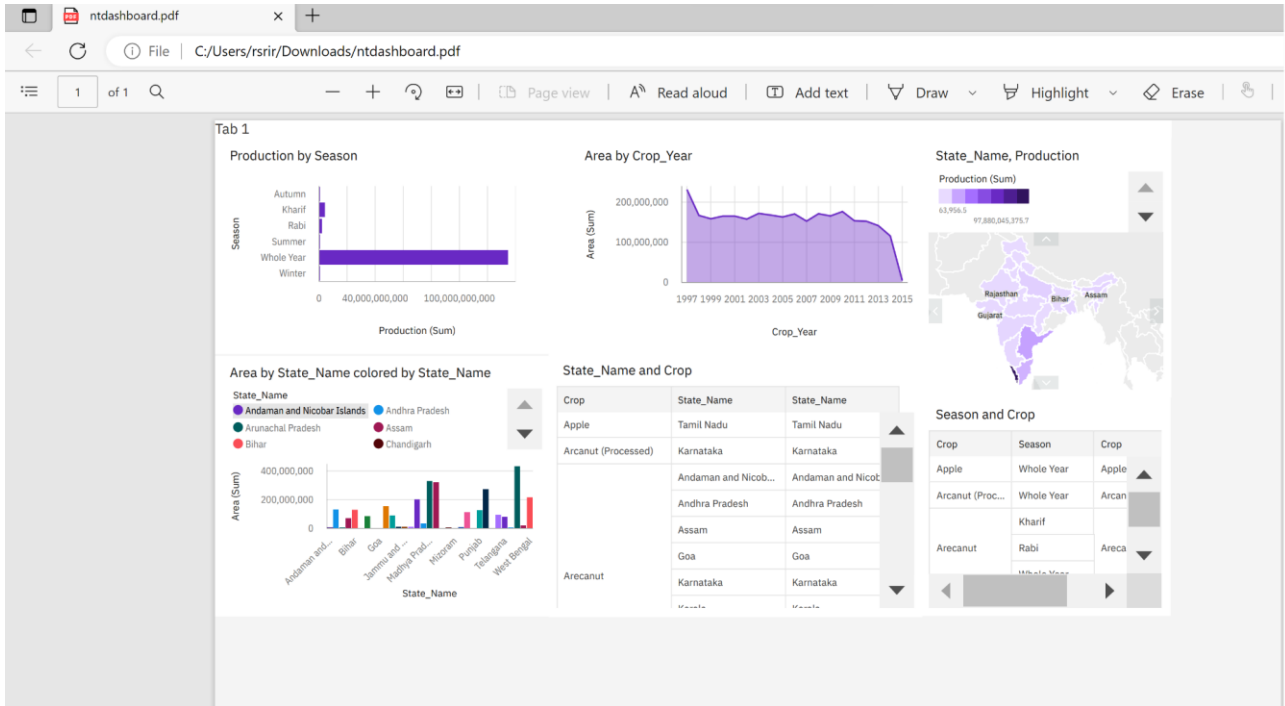 ntdashboard.pdf
File | C:/Users/rsrir/Downloads/ntdashboard.pdf
1 of 1
Page view
Read aloud
Add text
Draw
Highlight
Erase
Tab 1
Production by Season
Season
Autumn
Kharif
Rabi
Summer
Whole Year
Winter
0 40,000,000,000 100,000,000,000
Production (Sum)
Area by Crop_Year
Area (Sum)
200,000,000
100,000,000
0
1997 1999 2001 2003 2005 2007 2009 2011 2013 2015
Crop_Year
State_Name, Production
Production (Sum)
63,956.5
97,880,045,375.7
Rajasthan
Bihar
Assam
Gujarat
Area by State_Name colored by State_Name
State_Name
Andaman and Nicobar Islands Andhra Pradesh
Arunachal Pradesh Assam
Bihar Chandigarh
Area (Sum)
400,000,000
200,000,000
0
Andaman and...
Bihar
Goa
Jammu and ...
Madhya Prad...
Mizoram
Punjab
Telangana
West Bengal
State_Name
State_Name and Crop
Crop State_Name State_Name
Apple Tamil Nadu Tamil Nadu
Arcanut (Processed) Karnataka Karnataka
Andaman and Nicob... Andaman and Nicob
Andhra Pradesh Andhra Pradesh
Assam Assam
Goa Goa
Arecanut
Karnataka Karnataka
Kerala Kerala
Season and Crop
Crop Season Crop
Apple Whole Year Apple
Arcanut (Proc... Whole Year Arcan
Kharif
Arecanut Rabi Areca
Whole Year